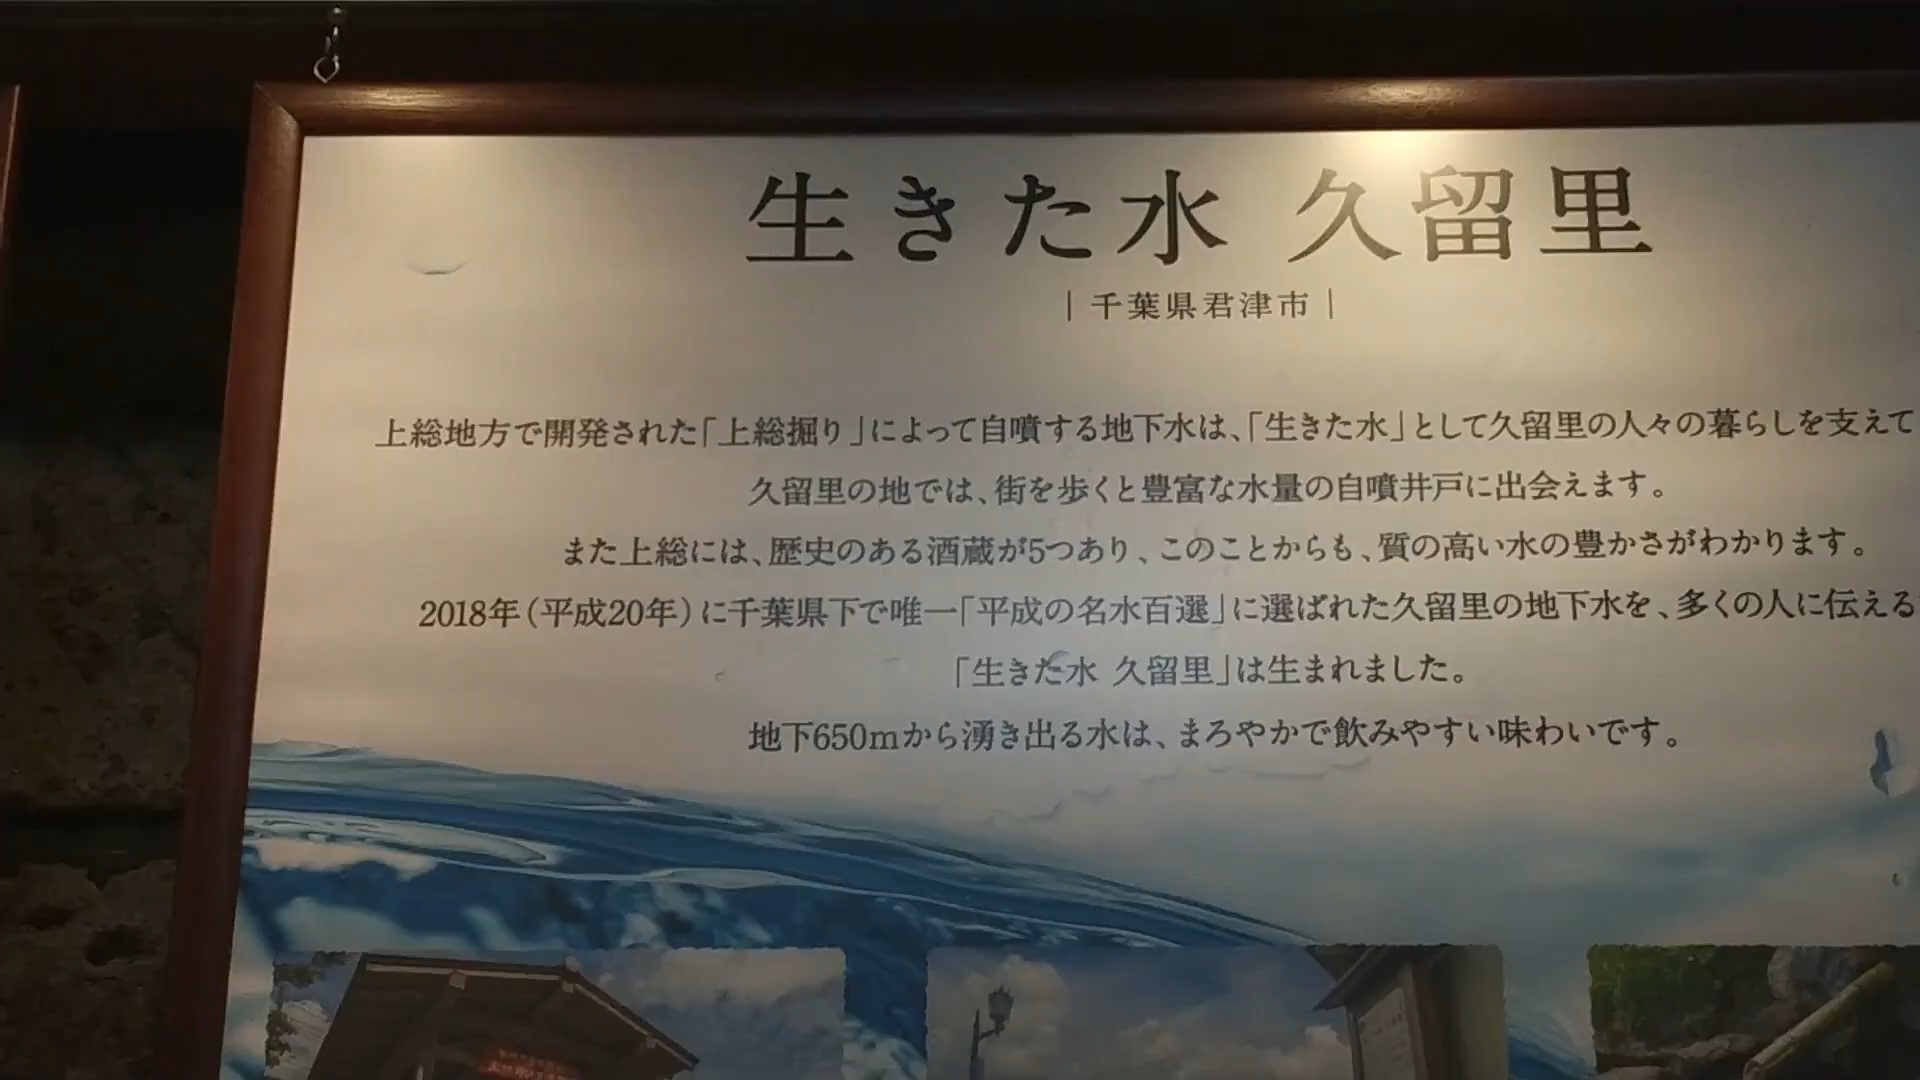 生きた水 久留里
｜千葉県君津市｜
上総地方で開発された「上総掘り」によって自噴する地下水は、「生きた水」として久留里の人々の暮らしを支えて
久留里の地では、街を歩くと豊富な水量の自噴井戸に出会えます。
また上総には、歴史のある酒蔵が5つあり、このことからも、質の高い水の豊かさがわかります。
2018年（平成20年）に千葉県下で唯一「平成の名水百選」に選ばれた久留里の地下水を、多くの人に伝える
「生きた水 久留里」は生まれました。
地下650mから湧き出る水は、まろやかで飲みやすい味わいです。